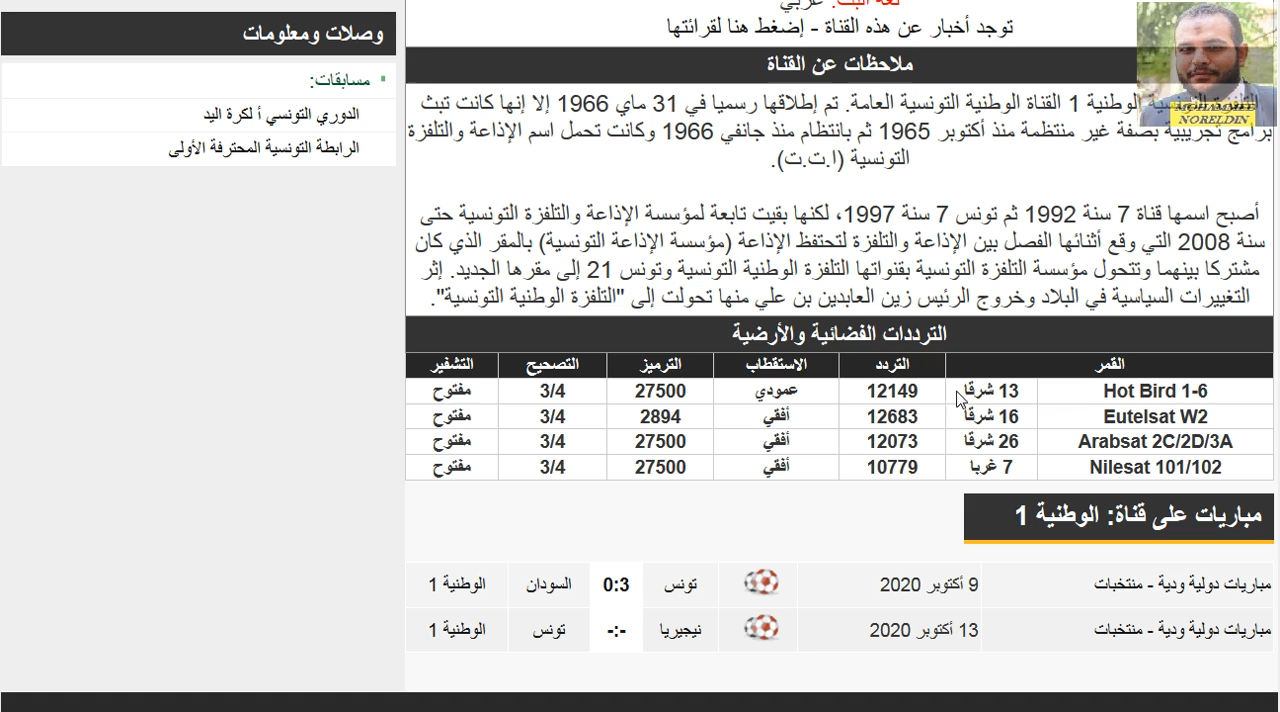 لغة البث: عربي
توجد أخبار عن هذه القناة - إضغط هنا لقرائتها
ملاحظات عن القناة
الوطنية 1 القناة الوطنية التونسية العامة. تم إطلاقها رسميا في 31 ماي 1966 إلا إنها كانت تبث
برامج تجريبية بصفة غير منتظمة منذ أكتوبر 1965 ثم بانتظام منذ جانفي 1966 وكانت تحمل اسم الإذاعة والتلفزة
التونسية (ا.ت.ت).
أصبح اسمها قناة 7 سنة 1992 ثم تونس 7 سنة 1997، لكنها بقيت تابعة لمؤسسة الإذاعة والتلفزة التونسية حتى
سنة 2008 التي وقع أثنائها الفصل بين الإذاعة والتلفزة لتحتفظ الإذاعة (مؤسسة الإذاعة التونسية) بالمقر الذي كان
مشتركا بينهما وتتحول مؤسسة التلفزة التونسية بقنواتها التلفزة الوطنية التونسية وتونس 21 إلى مقرها الجديد. إثر
التغييرات السياسية في البلاد وخروج الرئيس زين العابدين بن علي منها تحولت إلى "التلفزة الوطنية التونسية".
الترددات الفضائية والأرضية
القمر التردد الاستقطاب الترميز التصحيح التشفير
Hot Bird 1-6 13 شرقا 12149 عمودي 27500 3/4 مفتوح
Eutelsat W2 16 شرقا 12683 أفقي 2894 3/4 مفتوح
Arabsat 2C/2D/3A 26 شرقا 12073 أفقي 27500 3/4 مفتوح
Nilesat 101/102 7 غربا 10779 أفقي 27500 3/4 مفتوح
مباريات على قناة: الوطنية 1
مباريات دولية ودية - منتخبات 9 أكتوبر 2020 تونس 0:3 السودان الوطنية 1
مباريات دولية ودية - منتخبات 13 أكتوبر 2020 نيجيريا -:- تونس الوطنية 1
وصلات ومعلومات
مسابقات:
الدوري التونسي أ لكرة اليد
الرابطة التونسية المحترفة الأولى
MOHAMMED
NORELDIN